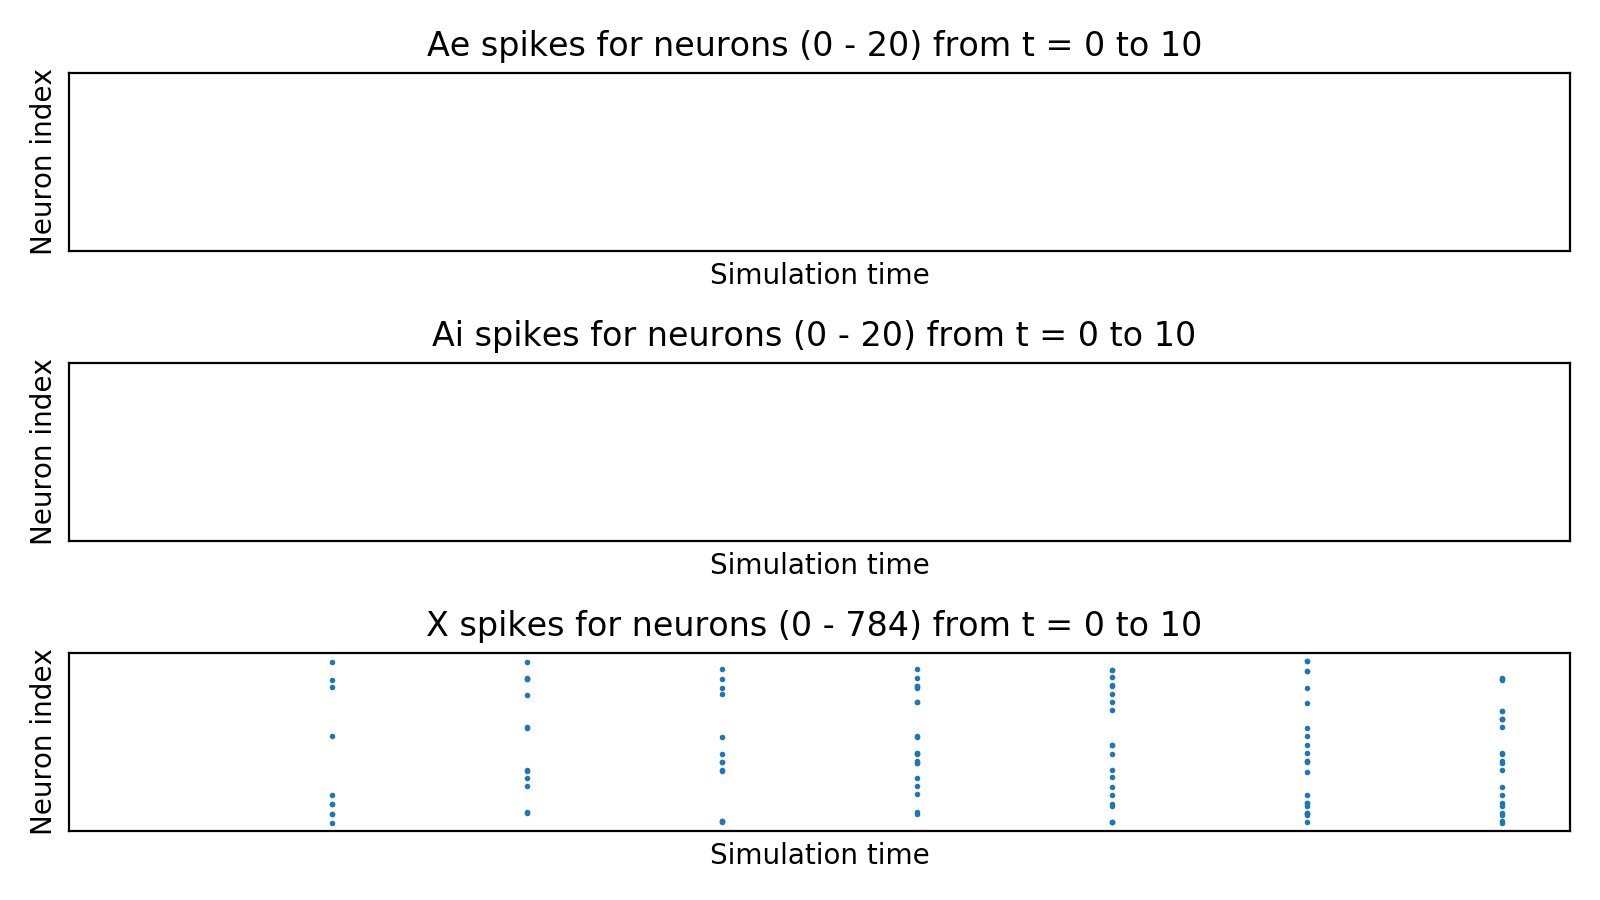 Ae spikes for neurons (0 - 20) from t = 0 to 10
Neuron index
Simulation time
Ai spikes for neurons (0 - 20) from t = 0 to 10
Neuron index
Simulation time
X spikes for neurons (0 - 784) from t = 0 to 10
Neuron index
Simulation time